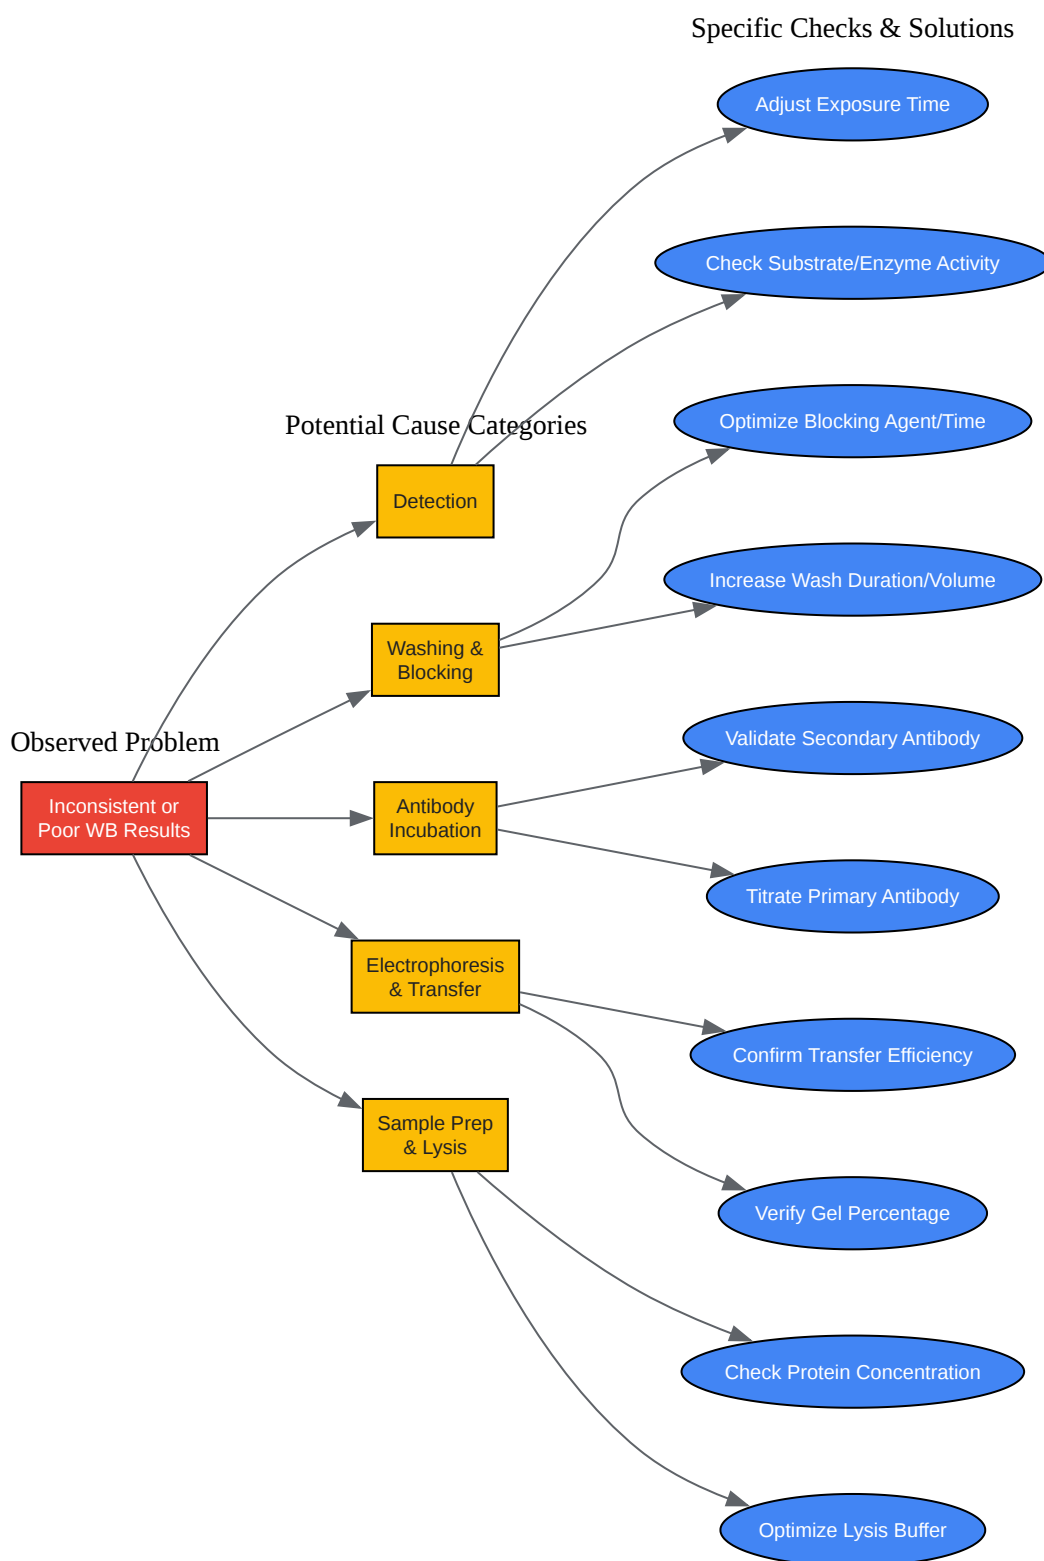 Specific Checks & Solutions
Adjust Exposure Time
Check Substrate/Enzyme Activity
Optimize Blocking Agent/Time
Potential Cause Categories
Detection
Increase Wash Duration/Volume
Washing &
Blocking
Validate Secondary Antibody
Observed Problem
Inconsistent or
Poor WB Results
Antibody
Incubation
Titrate Primary Antibody
Electrophoresis
& Transfer
Confirm Transfer Efficiency
Sample Prep
& Lysis
Verify Gel Percentage
Check Protein Concentration
Optimize Lysis Buffer